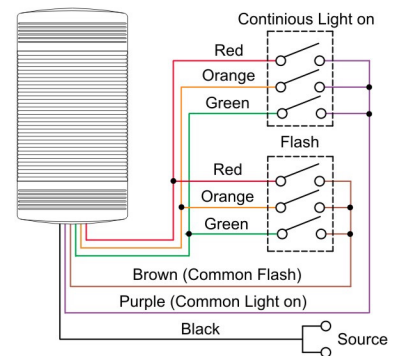 Continious Light on
Red
Orange
Green
Flash
Red
Orange
Green
Brown (Common Flash)
Purple (Common Light on)
Black
Source